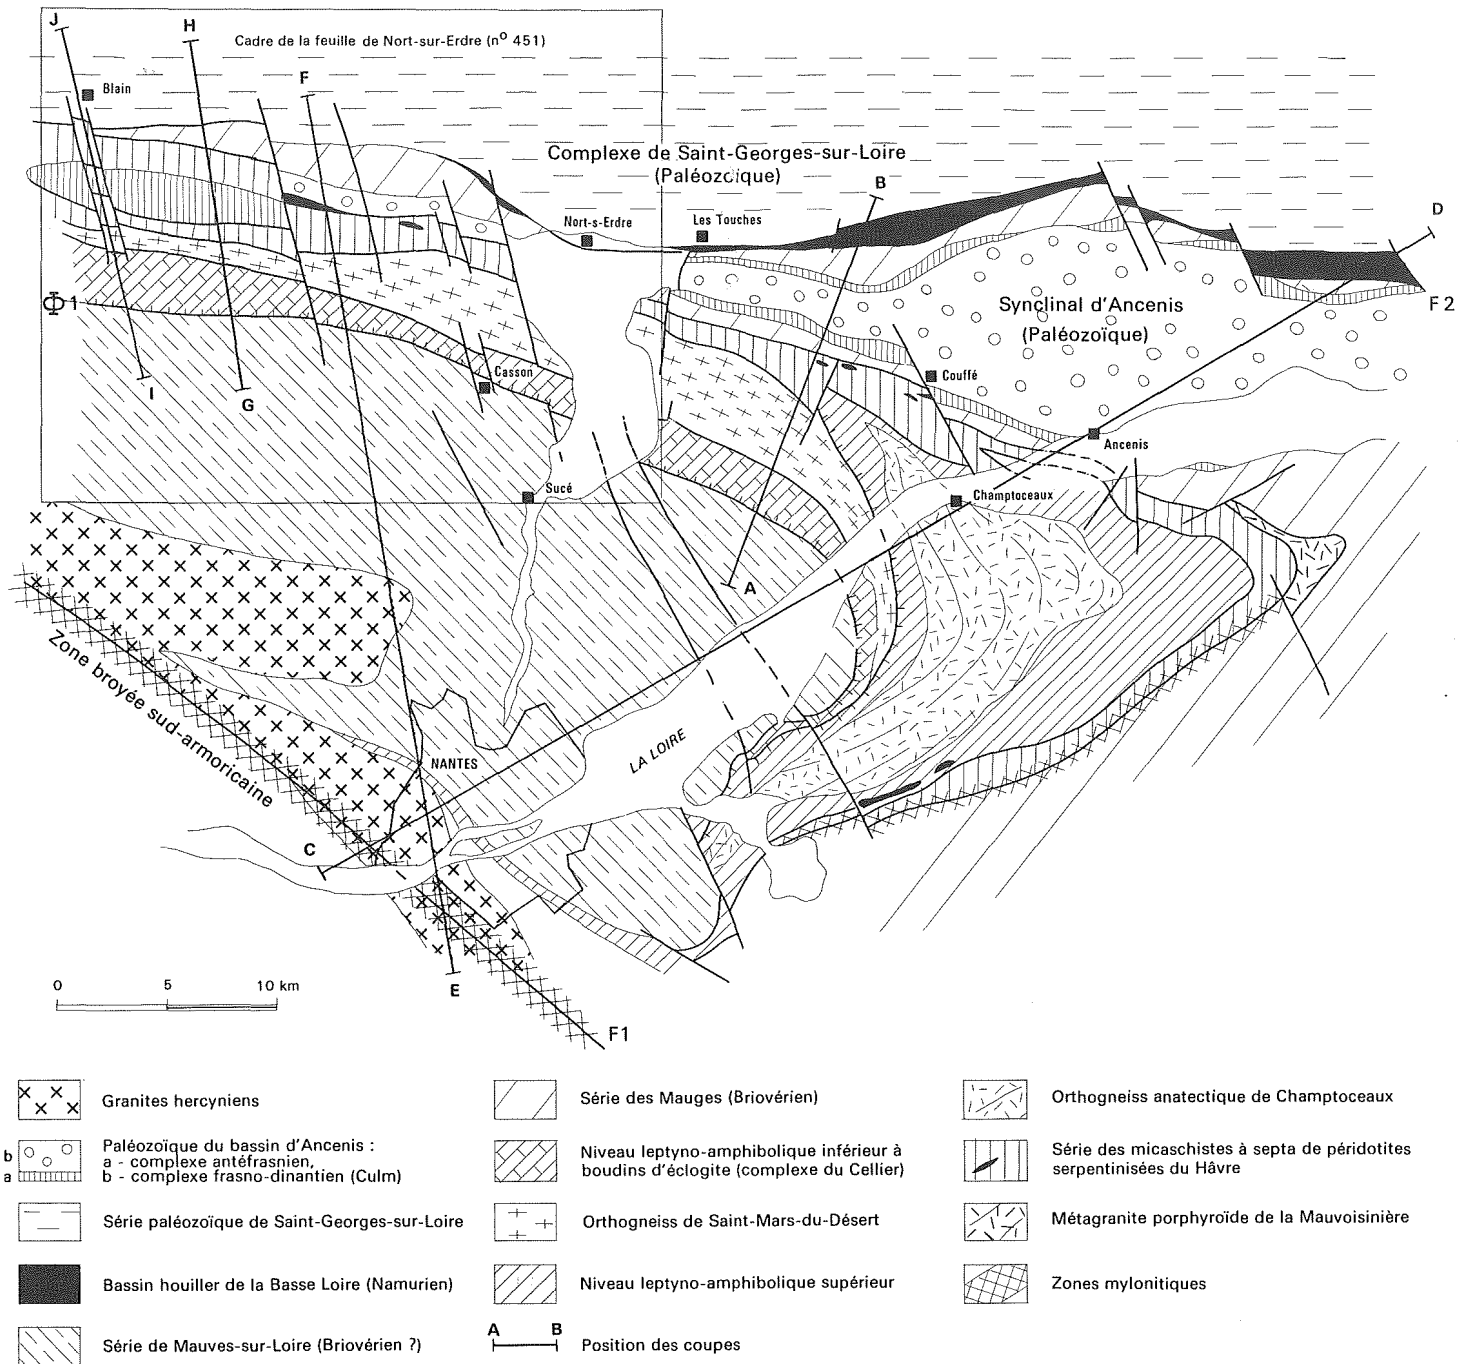 J
H
Cadre de la feuille de Nort-sur-Erdre (nº 451)
F
Blain
Complexe de Saint-Georges-sur-Loire
(Paléozoïque)
B
D
Nort-s-Erdre
Les Touches
Φ1
Synclinal d'Ancenis
(Paléozoïque)
F2
Casson
Couffé
I
G
Ancenis
Sucé
Champtoceaux
A
Zone broyée sud-armoricaine
LA LOIRE
NANTES
C
E
0 5 10 km
F1
Granites hercyniens
b
a
Paléozoïque du bassin d'Ancenis :
a - complexe antéfrasnien,
b - complexe frasno-dinantien (Culm)
Série paléozoïque de Saint-Georges-sur-Loire
Bassin houiller de la Basse Loire (Namurien)
Série de Mauves-sur-Loire (Briovérien ?)
Série des Mauges (Briovérien)
Niveau leptyno-amphibolique inférieur à
boudins d'éclogite (complexe du Cellier)
Orthogneiss de Saint-Mars-du-Désert
Niveau leptyno-amphibolique supérieur
A B
Position des coupes
Orthogneiss anatectique de Champtoceaux
Série des micaschistes à septa de péridotites
serpentinisées du Hâvre
Métagranite porphyroïde de la Mauvoisinière
Zones mylonitiques